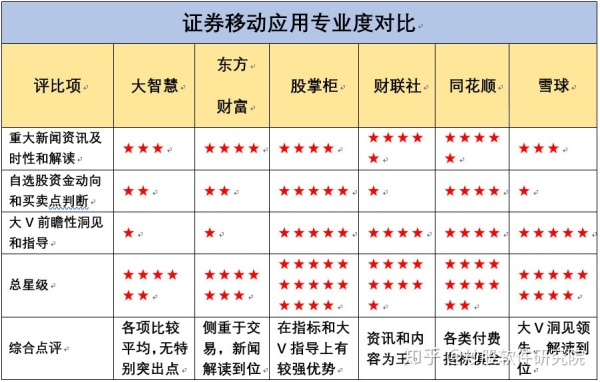 证券移动应用专业度对比
评比项 大智慧 东方 股掌柜 财联社 同花顺 雪球
财富
重大新闻资讯及
时性和解读
自选股资金动向
和买卖点判断
大V前瞻性洞见
和指导
总星级
综合点评
各项比较
平均,无特
别突出点
侧重于交
易，新闻
解读到位
在指标和大
V指导上有
较强优势
资讯和内
容为王
各类付费
指标俱全
大V洞见领
先，解读到
位
知乎